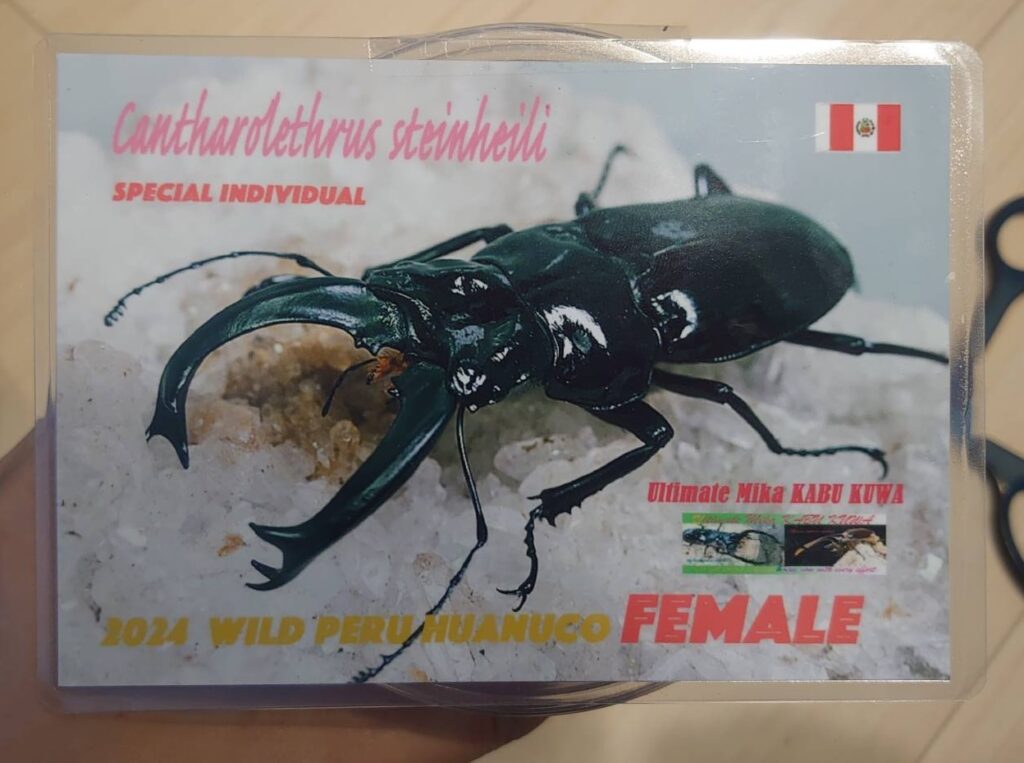 Cantharolethrus steinheili
SPECIAL INDIVIDUAL
Ultimate Mika KABU KUWA
2024 WILD PERU HUANUCO FEMALE